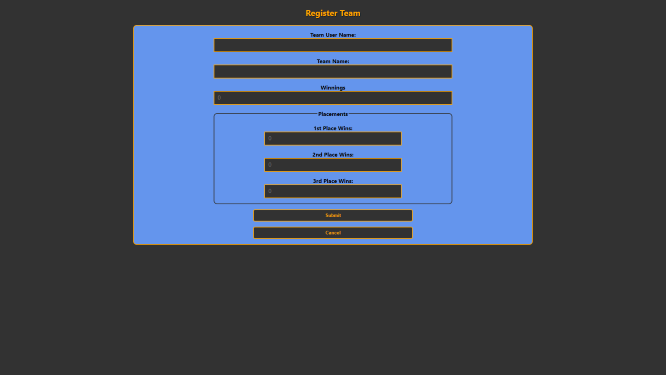 Register Team
Team User Name:
Team Name:
Winnings
0
Placements
1st Place Wins:
0
2nd Place Wins:
0
3rd Place Wins:
0
Submit
Cancel